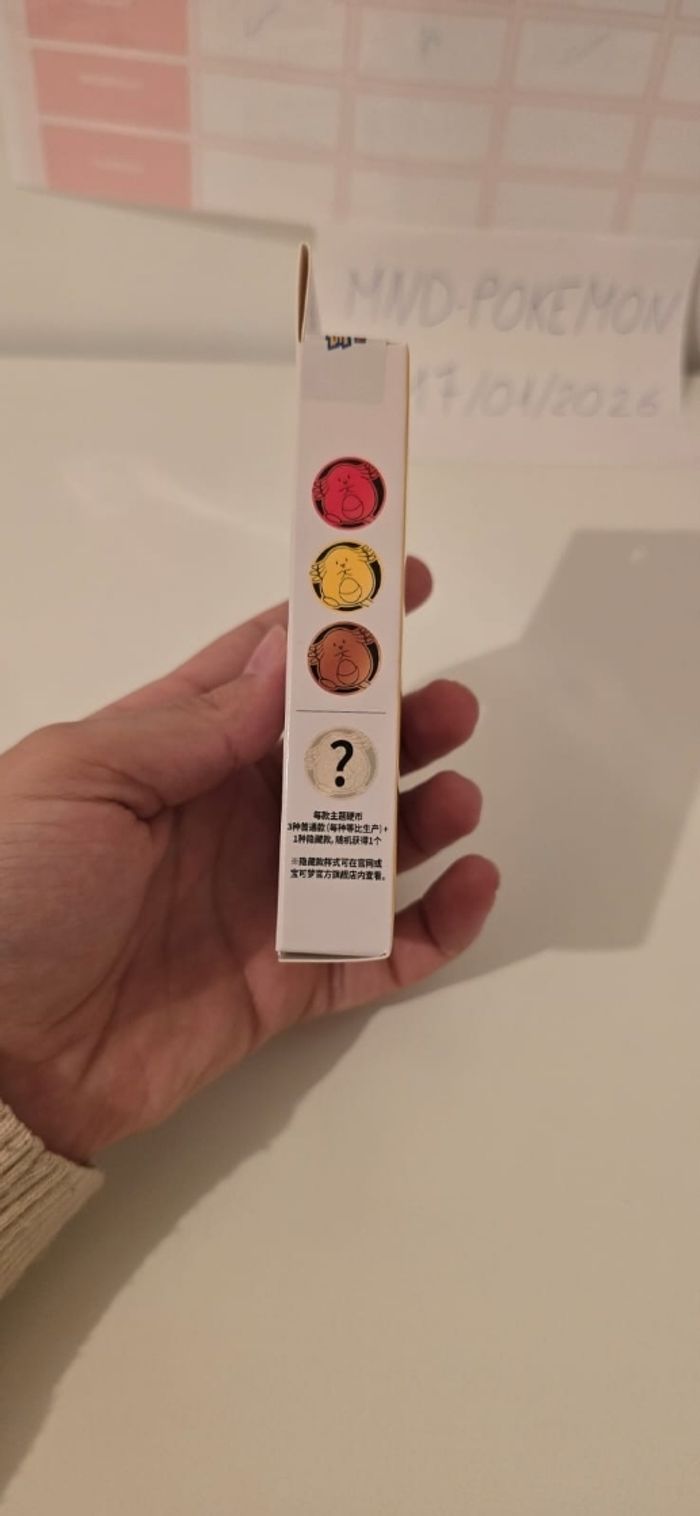 MND-POKEMON
17/01/2026
?
每款主题硬币
3种普通款(每种等比生产)+
1种隐藏款,随机获得1个
※隐藏款样式可在官网或
宝可梦官方旗舰店内查看。